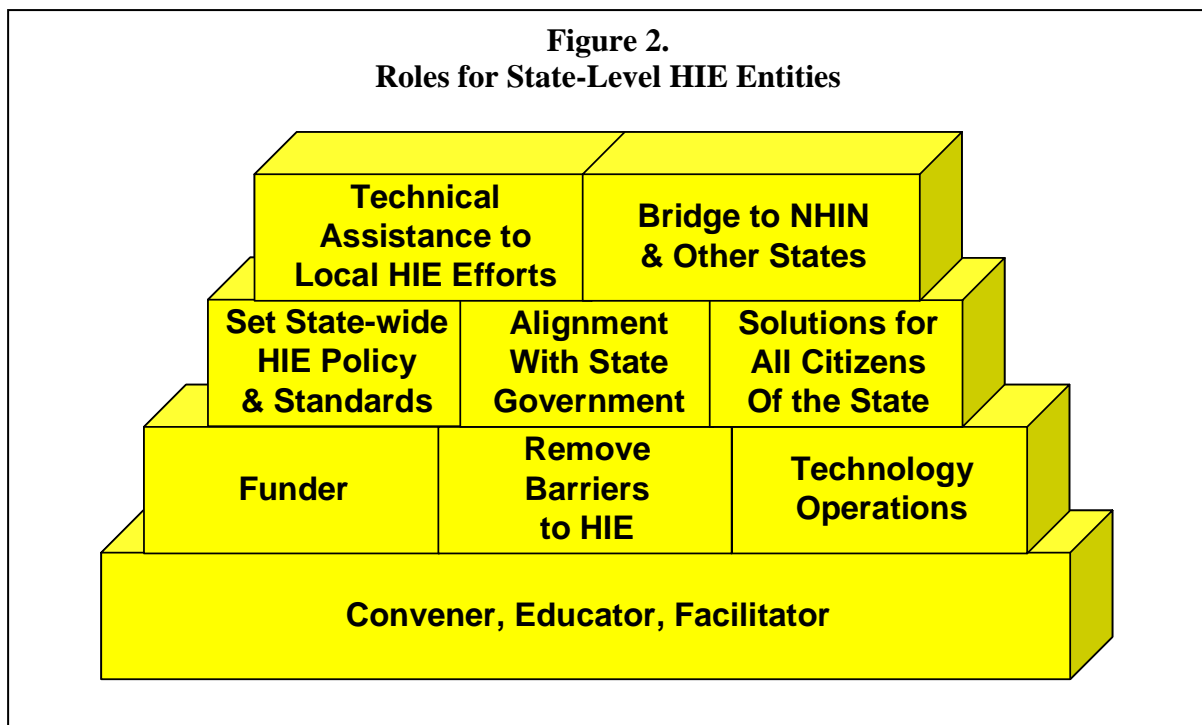 Figure 2.
Roles for State-Level HIE Entities
Technical
Assistance to
Local HIE Efforts
Bridge to NHIN
& Other States
Set State-wide
HIE Policy
& Standards
Alignment
With State
Government
Solutions for
All Citizens
Of the State
Funder
Remove
Barriers
to HIE
Technology
Operations
Convener, Educator, Facilitator